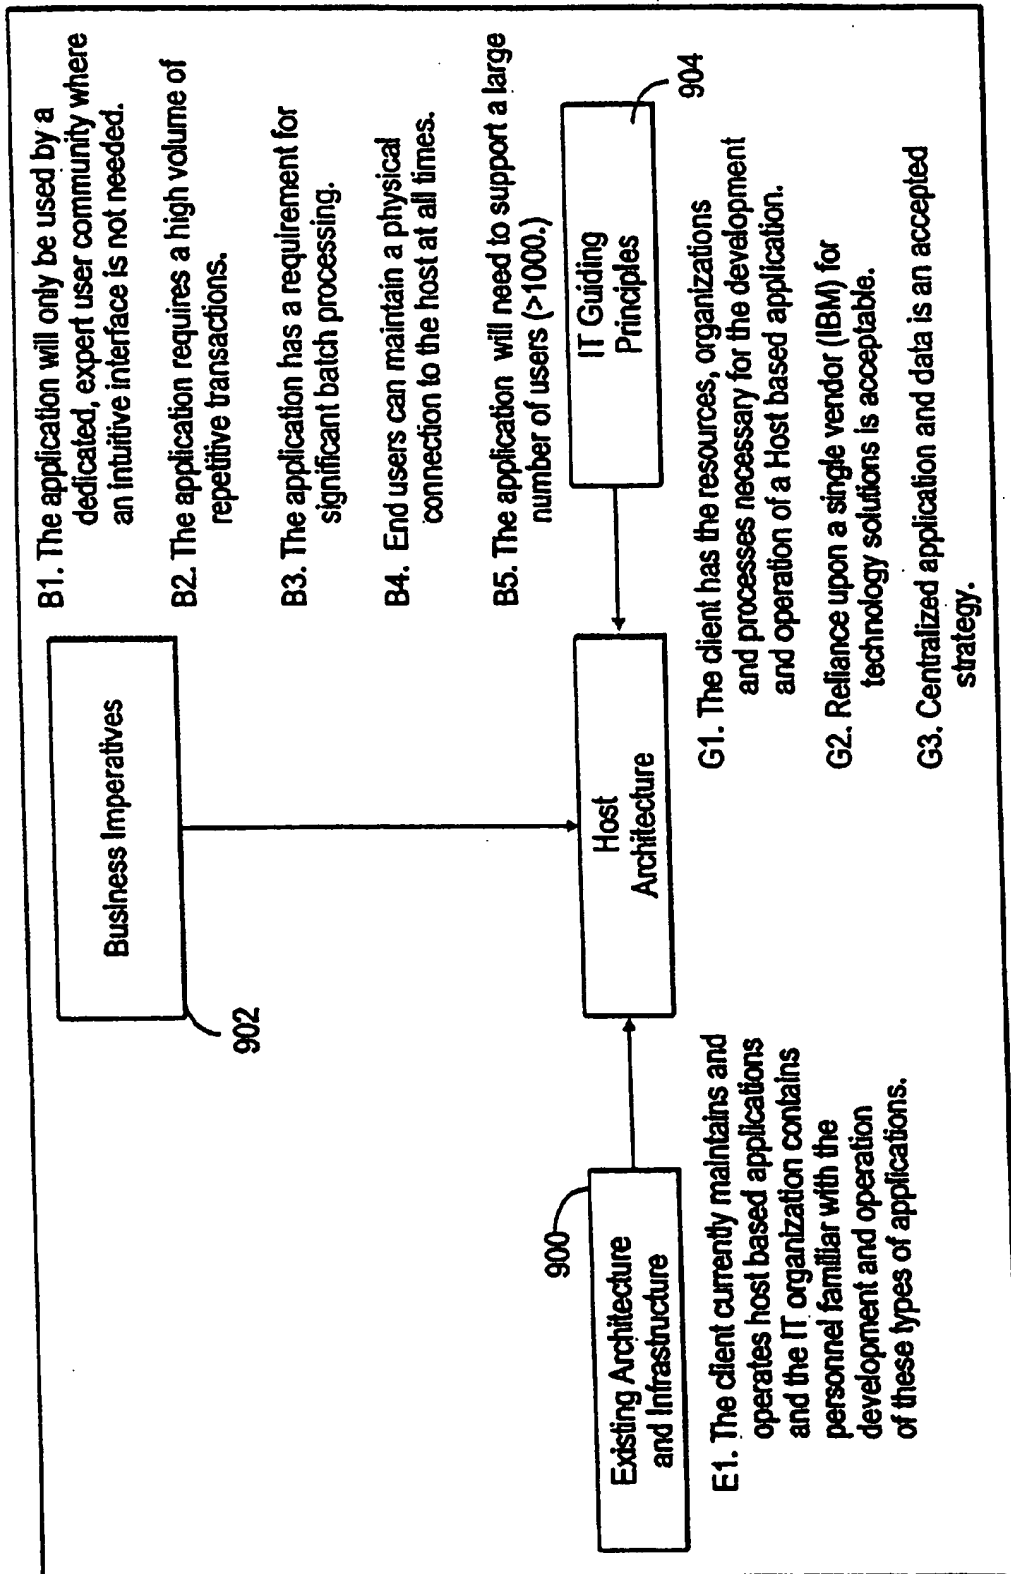 Business Imperatives
902
B1. The application will only be used by a
dedicated, expert user community where
an intuitive interface is not needed.
B2. The application requires a high volume of
repetitive transactions.
B3. The application has a requirement for
significant batch processing.
B4. End users can maintain a physical
connection to the host at all times.
B5. The application will need to support a large
number of users (>1000.)
900
Existing Architecture
and Infrastructure
Host
Architecture
IT Guiding
Principles
904
E1. The client currently maintains and
operates host based applications
and the IT organization contains
personnel familiar with the
development and operation
of these types of applications.
G1. The client has the resources, organizations
and processes necessary for the development
and operation of a Host based application.
G2. Reliance upon a single vendor (IBM) for
technology solutions is acceptable.
G3. Centralized application and data is an accepted
strategy.